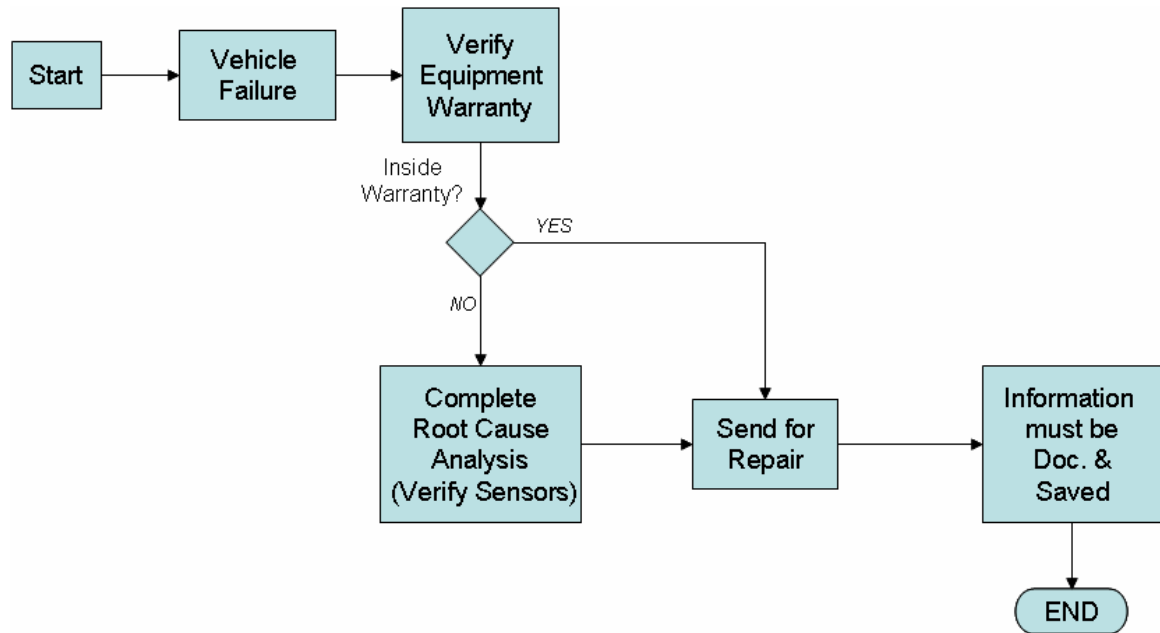 Start
Vehicle
Failure
Verify
Equipment
Warranty
Inside
Warranty?
YES
NO
Complete
Root Cause
Analysis
(Verify Sensors)
Send for
Repair
Information
must be
Doc. &
Saved
END